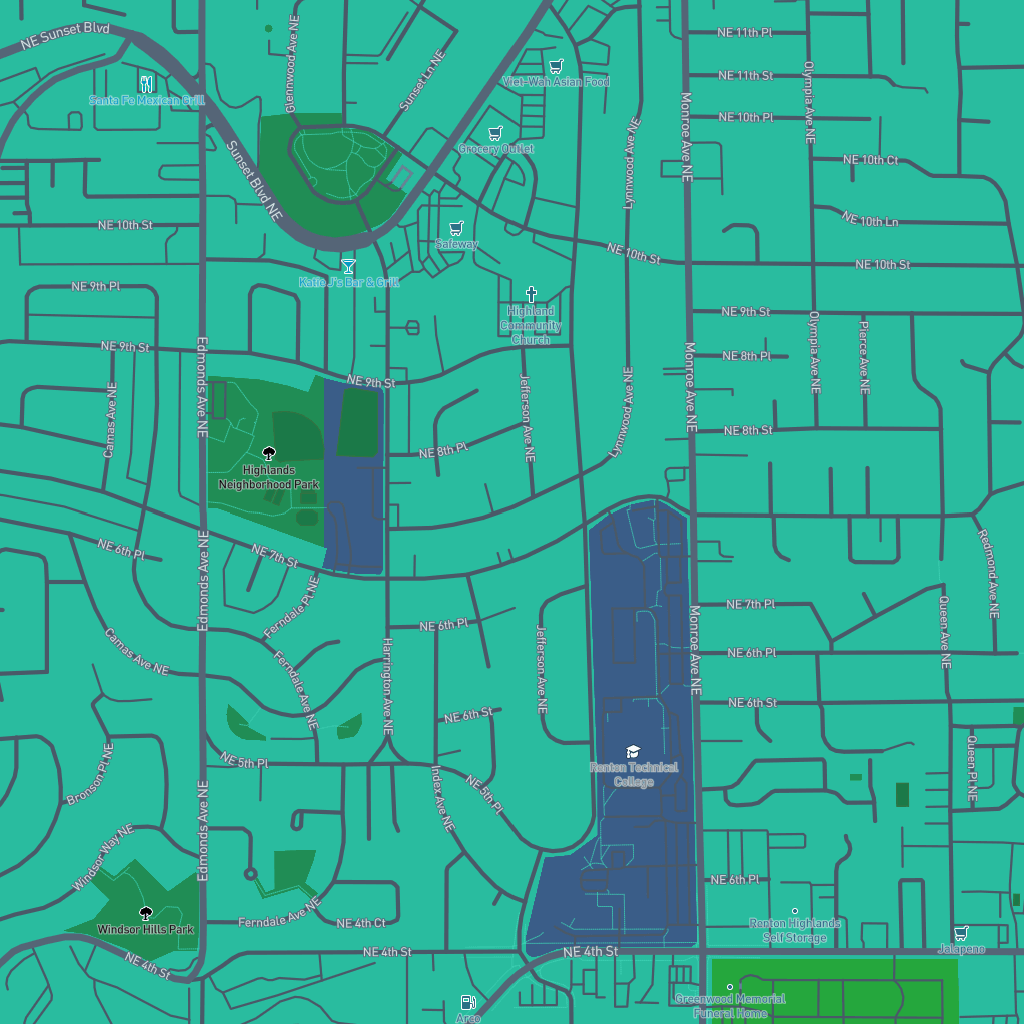 NE Sunset Blvd
Glennwood Ave NE
Sunset Ln NE
NE 11th Pl
Viet-Wah Asian Food
NE 11th St
Olympia Ave NE
Santa Fe Mexican Grill
Monroe Ave NE
NE 10th Pl
Grocery Outlet
Lynnwood Ave NE
NE 10th Ct
Sunset Blvd NE
NE 10th St
NE 10th Ln
Safeway
NE 10th St
NE 10th St
Katie J's Bar & Grill
NE 9th Pl
Highland
Community
Church
NE 9th St
Edmonds Ave NE
NE 9th St
Monroe Ave NE
Olympia Ave NE
Pierce Ave NE
NE 8th Pl
NE 9th St
Camas Ave NE
Jefferson Ave NE
Lynnwood Ave NE
NE 8th St
NE 8th Pl
Highlands
Neighborhood Park
NE 6th Pl
Edmonds Ave NE
NE 7th St
Redmond Ave NE
Ferndale Pl NE
NE 7th Pl
Queen Ave NE
NE 6th Pl
Camas Ave NE
Harrington Ave NE
Jefferson Ave NE
Monroe Ave NE
NE 6th Pl
Ferndale Ave NE
NE 6th St
NE 6th St
Bronson Pl NE
NE 5th Pl
Renton Technical
College
Queen Pl NE
Index Ave NE
NE 5th Pl
Edmonds Ave NE
Windsor Way NE
NE 6th Pl
Windsor Hills Park
Ferndale Ave NE
NE 4th Ct
Renton Highlands
Self Storage
NE 4th St
NE 4th St
NE 4th St
Jalapeno
Arco
Greenwood Memorial
Funeral Home